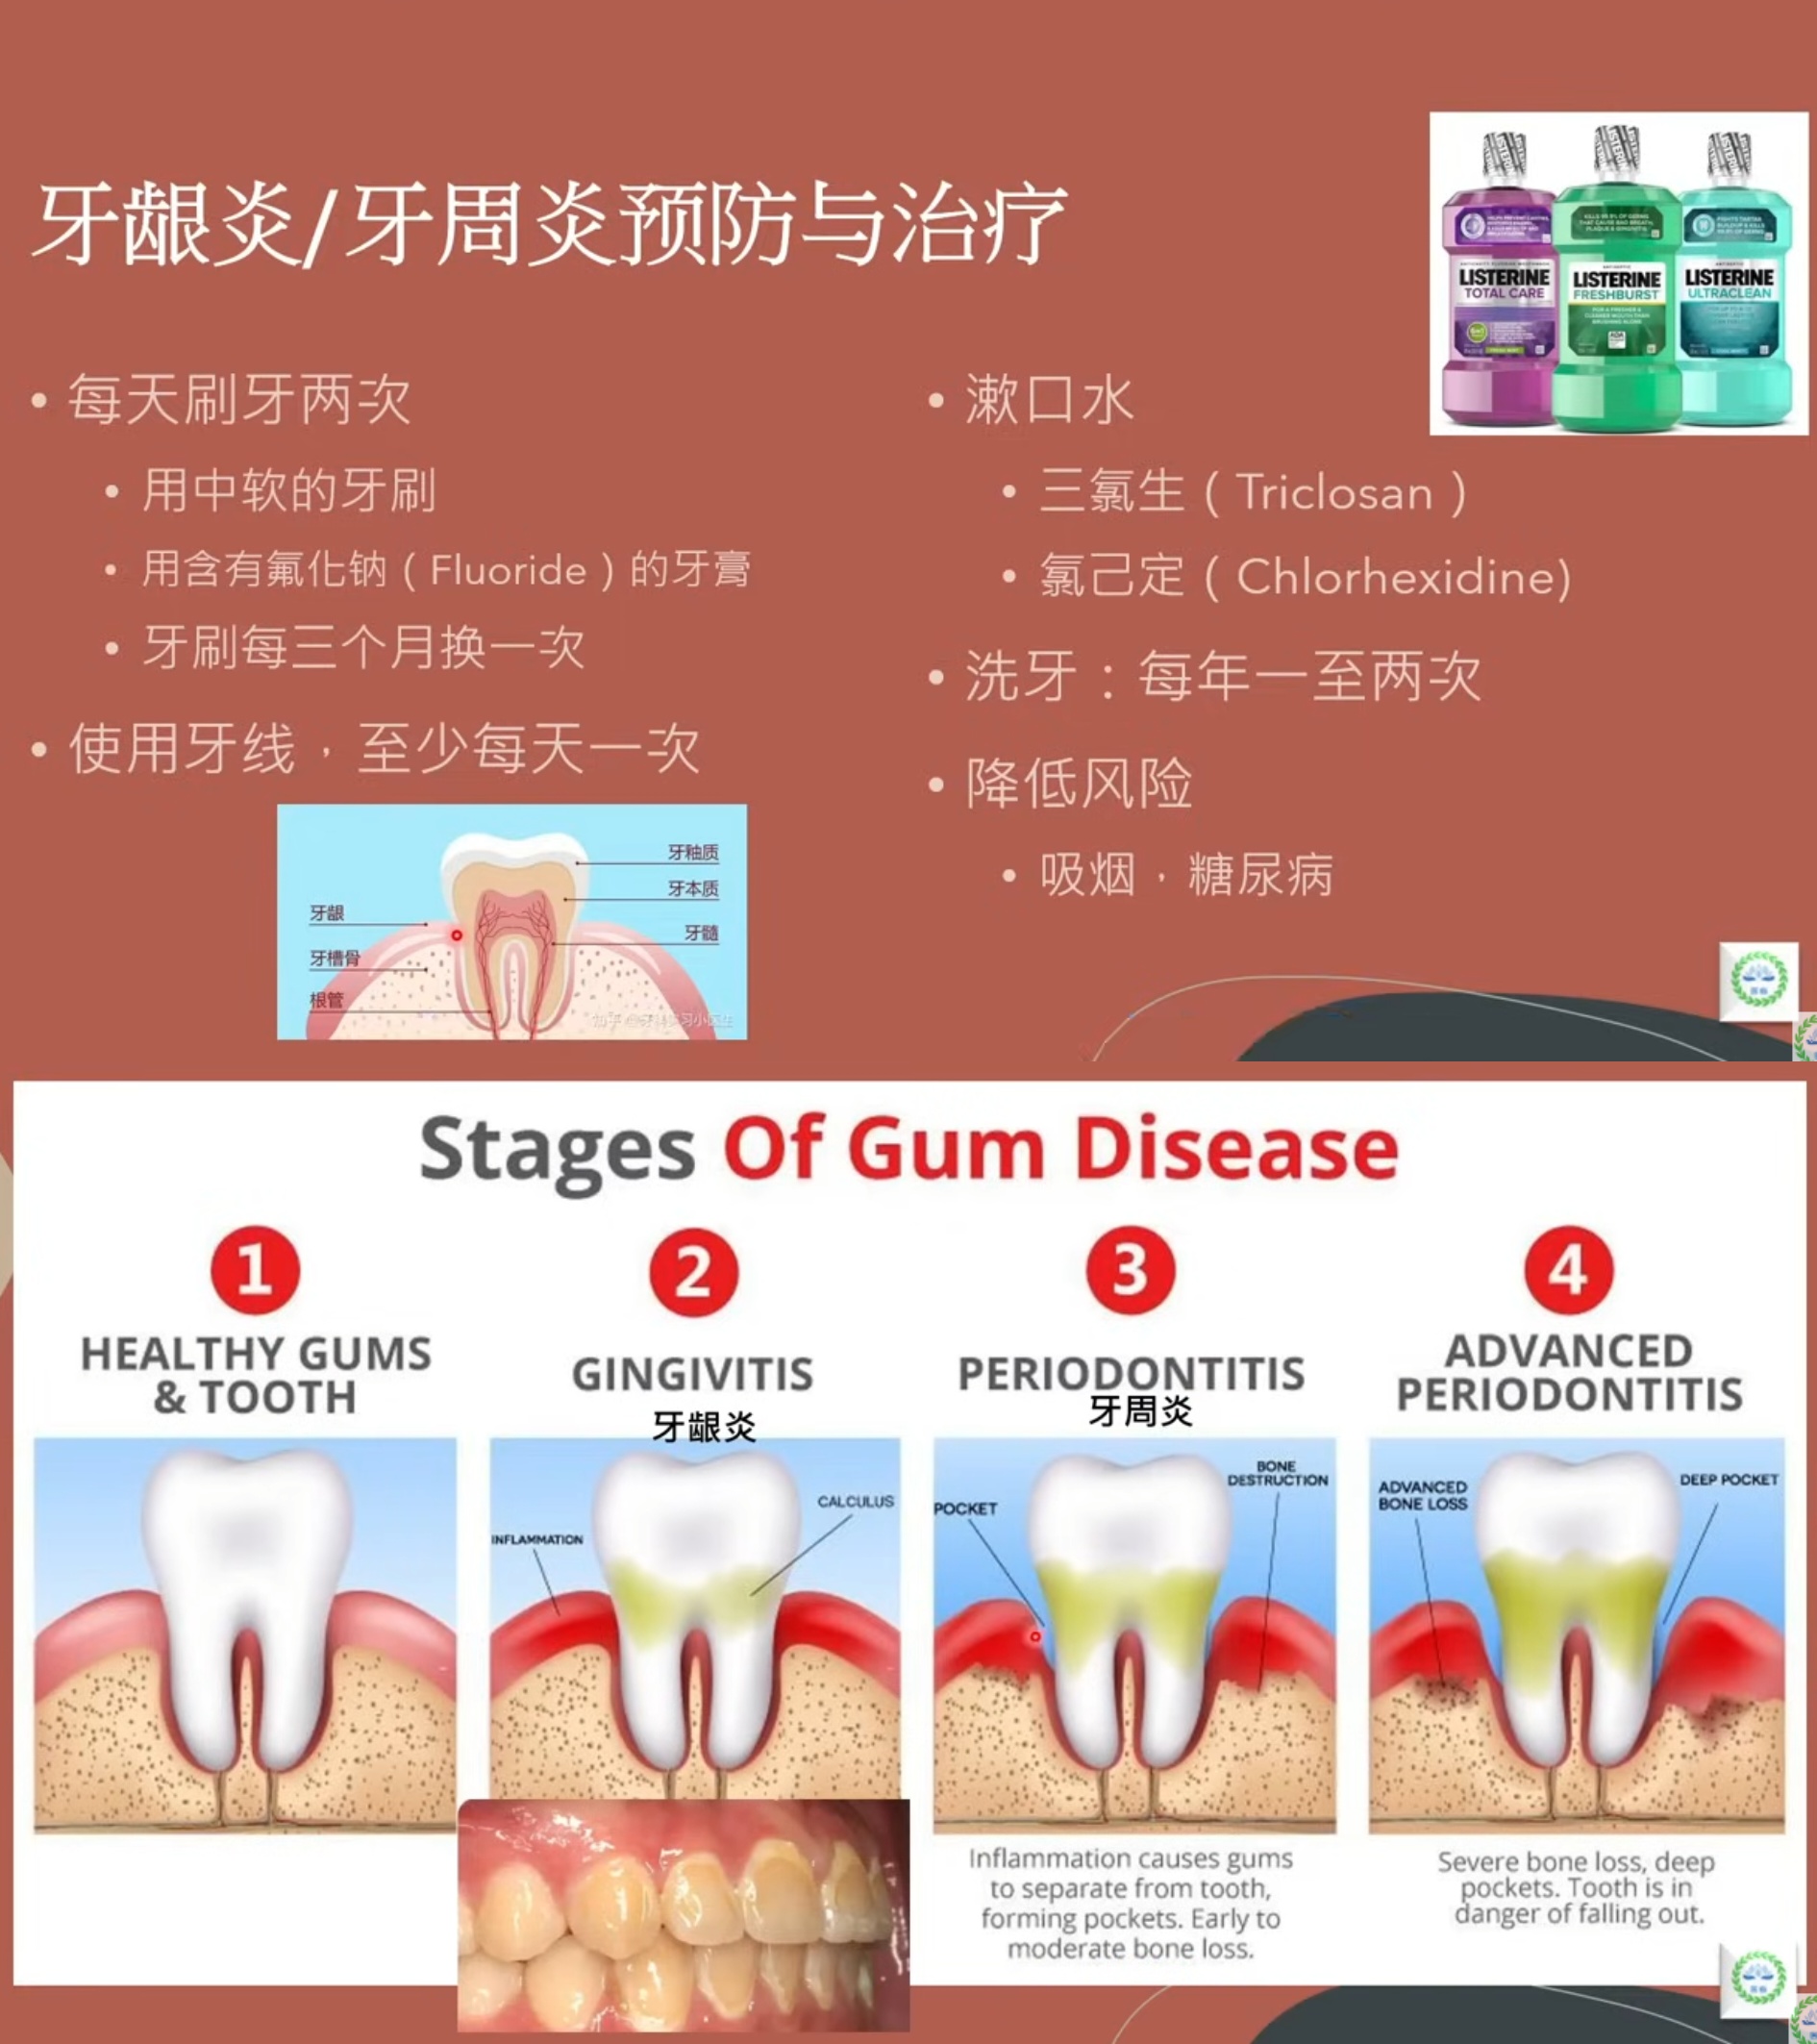 牙龈炎/牙周炎预防与治疗
• 每天刷牙两次
• 用中软的牙刷
• 用含有氟化钠（Fluoride）的牙膏
• 牙刷每三个月换一次
• 使用牙线，至少每天一次
牙釉质
牙本质
牙髓
牙龈
牙槽骨
根管
• 漱口水
• 三氯生（Triclosan）
• 氯己定（Chlorhexidine)
• 洗牙：每年一至两次
• 降低风险
• 吸烟，糖尿病
LISTERINE
TOTAL CARE
LISTERINE
FRESHBURST
LISTERINE
ULTRACLEAN
Stages Of Gum Disease
1
HEALTHY GUMS
& TOOTH
2
GINGIVITIS
牙龈炎
INFLAMMATION
CALCULUS
3
PERIODONTITIS
牙周炎
POCKET
BONE
DESTRUCTION
Inflammation causes gums
to separate from tooth,
forming pockets. Early to
moderate bone loss.
4
ADVANCED
PERIODONTITIS
ADVANCED
BONE LOSS
DEEP POCKET
Severe bone loss, deep
pockets. Tooth is in
danger of falling out.